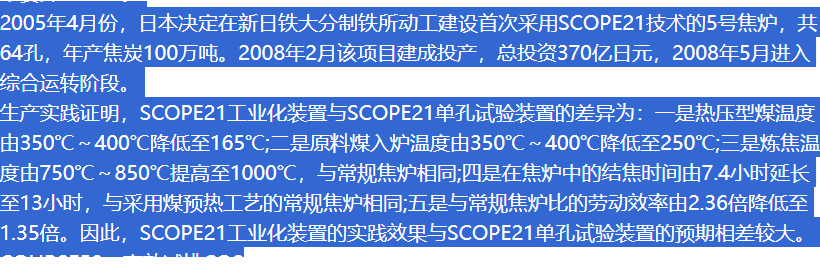 2005年4月份，日本决定在新日铁大分制铁所动工建设首次采用SCOPE21技术的5号焦炉，共
64孔，年产焦炭100万吨。2008年2月该项目建成投产，总投资370亿日元，2008年5月进入
综合运转阶段。
生产实践证明，SCOPE21工业化装置与SCOPE21单孔试验装置的差异为：一是热压型煤温度
由350℃～400℃降低至165℃;二是原料煤入炉温度由350℃～400℃降低至250℃;三是炼焦温
度由750℃～850℃提高至1000℃，与常规焦炉相同;四是在焦炉中的结焦时间由7.4小时延长
至13小时，与采用煤预热工艺的常规焦炉相同;五是与常规焦炉比的劳动效率由2.36倍降低至
1.35倍。因此，SCOPE21工业化装置的实践效果与SCOPE21单孔试验装置的预期相差较大。